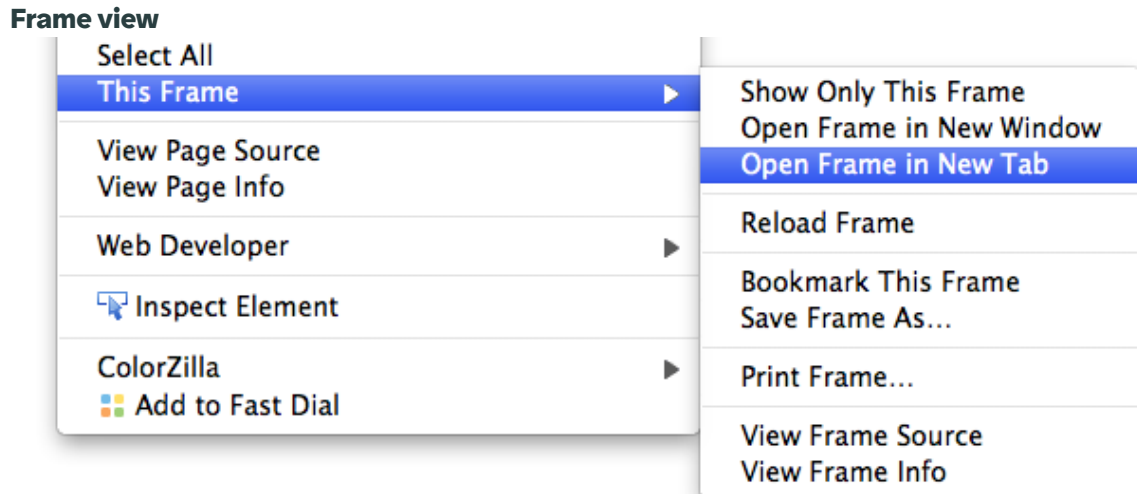 Frame view
Select All
This Frame
View Page Source
View Page Info
Web Developer
Inspect Element
ColorZilla
Add to Fast Dial
Show Only This Frame
Open Frame in New Window
Open Frame in New Tab
Reload Frame
Bookmark This Frame
Save Frame As...
Print Frame...
View Frame Source
View Frame Info